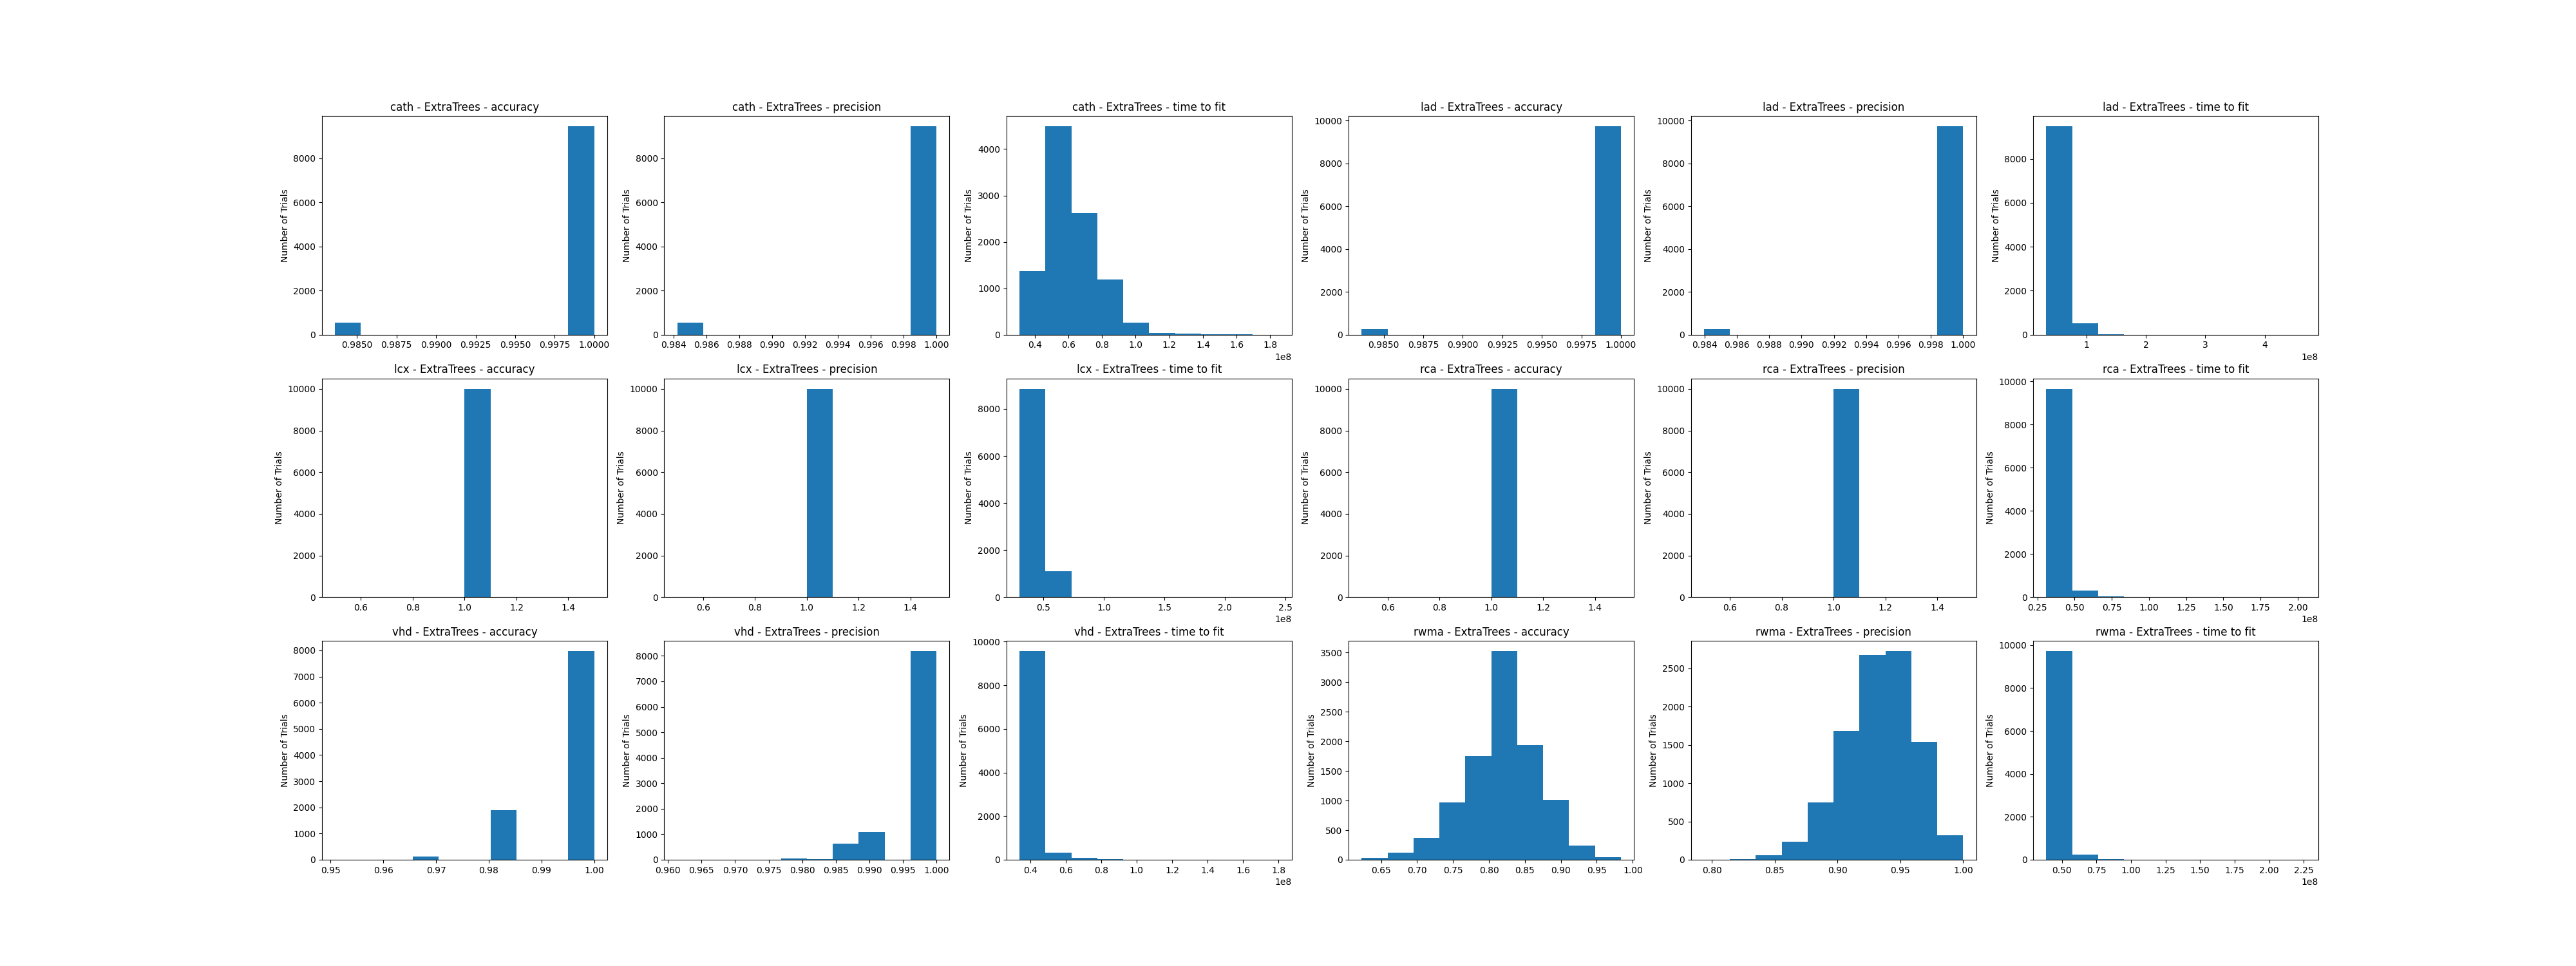 cath - ExtraTrees - accuracy
Number of Trials
8000
6000
4000
2000
0
0.9850 0.9875 0.9900 0.9925 0.9950 0.9975 1.0000
cath - ExtraTrees - precision
Number of Trials
8000
6000
4000
2000
0
0.984 0.986 0.988 0.990 0.992 0.994 0.996 0.998 1.000
cath - ExtraTrees - time to fit
Number of Trials
4000
3000
2000
1000
0
0.4 0.6 0.8 1.0 1.2 1.4 1.6 1.8
1e8
lad - ExtraTrees - accuracy
Number of Trials
10000
8000
6000
4000
2000
0
0.9850 0.9875 0.9900 0.9925 0.9950 0.9975 1.0000
lad - ExtraTrees - precision
Number of Trials
10000
8000
6000
4000
2000
0
0.984 0.986 0.988 0.990 0.992 0.994 0.996 0.998 1.000
lad - ExtraTrees - time to fit
Number of Trials
8000
6000
4000
2000
0
1 2 3 4
1e8
lcx - ExtraTrees - accuracy
Number of Trials
10000
8000
6000
4000
2000
0
0.6 0.8 1.0 1.2 1.4
lcx - ExtraTrees - precision
Number of Trials
10000
8000
6000
4000
2000
0
0.6 0.8 1.0 1.2 1.4
lcx - ExtraTrees - time to fit
Number of Trials
8000
6000
4000
2000
0
0.5 1.0 1.5 2.0 2.5
1e8
rca - ExtraTrees - accuracy
Number of Trials
10000
8000
6000
4000
2000
0
0.6 0.8 1.0 1.2 1.4
rca - ExtraTrees - precision
Number of Trials
10000
8000
6000
4000
2000
0
0.6 0.8 1.0 1.2 1.4
rca - ExtraTrees - time to fit
Number of Trials
10000
8000
6000
4000
2000
0
0.25 0.50 0.75 1.00 1.25 1.50 1.75 2.00
1e8
vhd - ExtraTrees - accuracy
Number of Trials
8000
7000
6000
5000
4000
3000
2000
1000
0
0.95 0.96 0.97 0.98 0.99 1.00
vhd - ExtraTrees - precision
Number of Trials
8000
7000
6000
5000
4000
3000
2000
1000
0
0.960 0.965 0.970 0.975 0.980 0.985 0.990 0.995 1.000
vhd - ExtraTrees - time to fit
Number of Trials
10000
8000
6000
4000
2000
0
0.4 0.6 0.8 1.0 1.2 1.4 1.6 1.8
1e8
rwma - ExtraTrees - accuracy
Number of Trials
3500
3000
2500
2000
1500
1000
500
0
0.65 0.70 0.75 0.80 0.85 0.90 0.95 1.00
rwma - ExtraTrees - precision
Number of Trials
2500
2000
1500
1000
500
0
0.80 0.85 0.90 0.95 1.00
rwma - ExtraTrees - time to fit
Number of Trials
10000
8000
6000
4000
2000
0
0.50 0.75 1.00 1.25 1.50 1.75 2.00 2.25
1e8